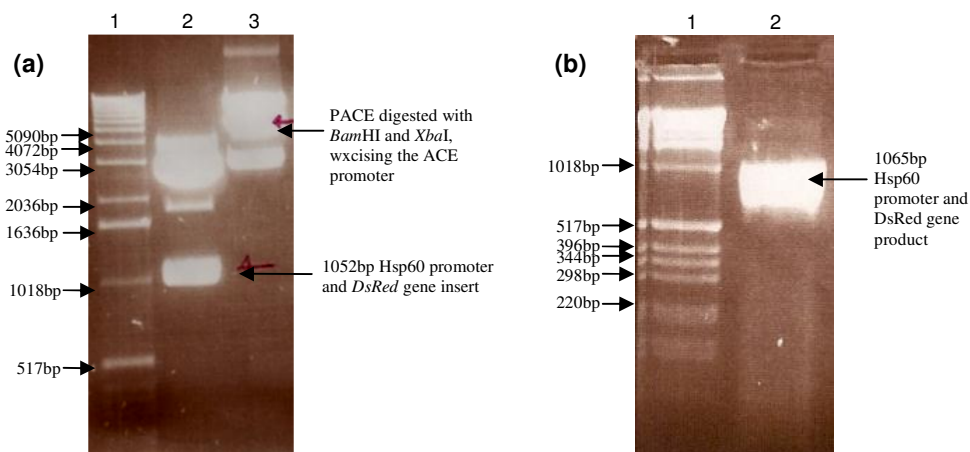 (a)
1
2
3
5090bp
4072bp
3054bp
2036bp
1636bp
1018bp
517bp
PACE digested with
BamHI and XbaI,
wxcising the ACE
promoter
1052bp Hsp60 promoter
and DsRed gene insert
(b)
1
2
1018bp
517bp
396bp
344bp
298bp
220bp
1065bp
Hsp60
promoter and
DsRed gene
product